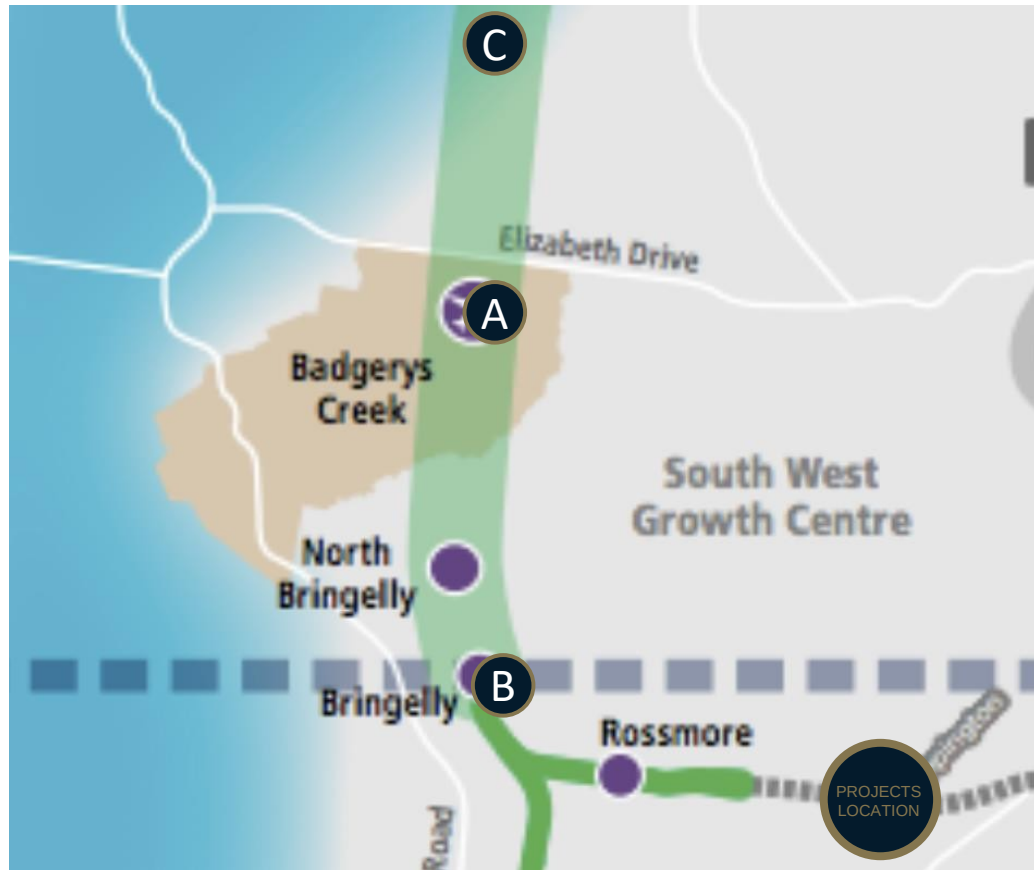 C
Elizabeth Drive
A
Badgerys
Creek
South West
Growth Centre
North
Bringelly
B
Bringelly
Rossmore
PROJECTS
LOCATION
Road